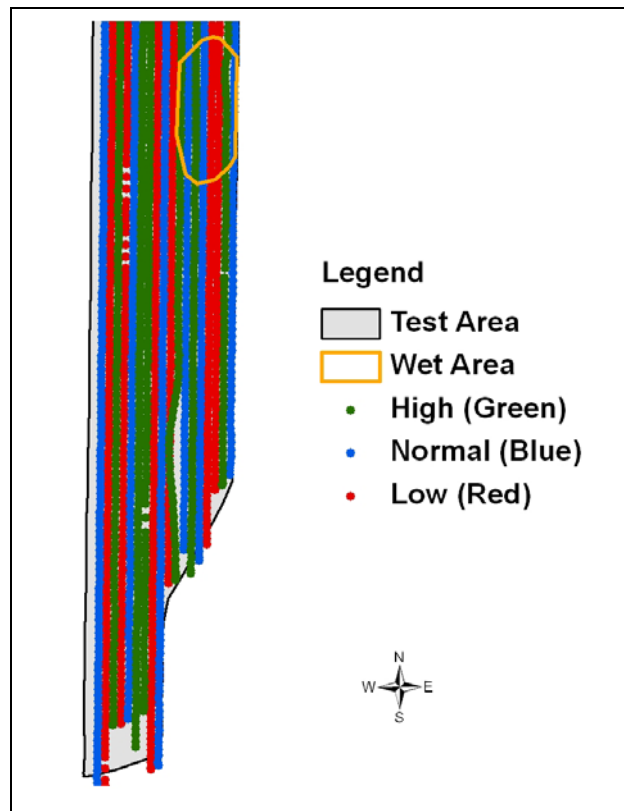 Legend
Test Area
Wet Area
High (Green)
Normal (Blue)
Low (Red)
N
W E
S